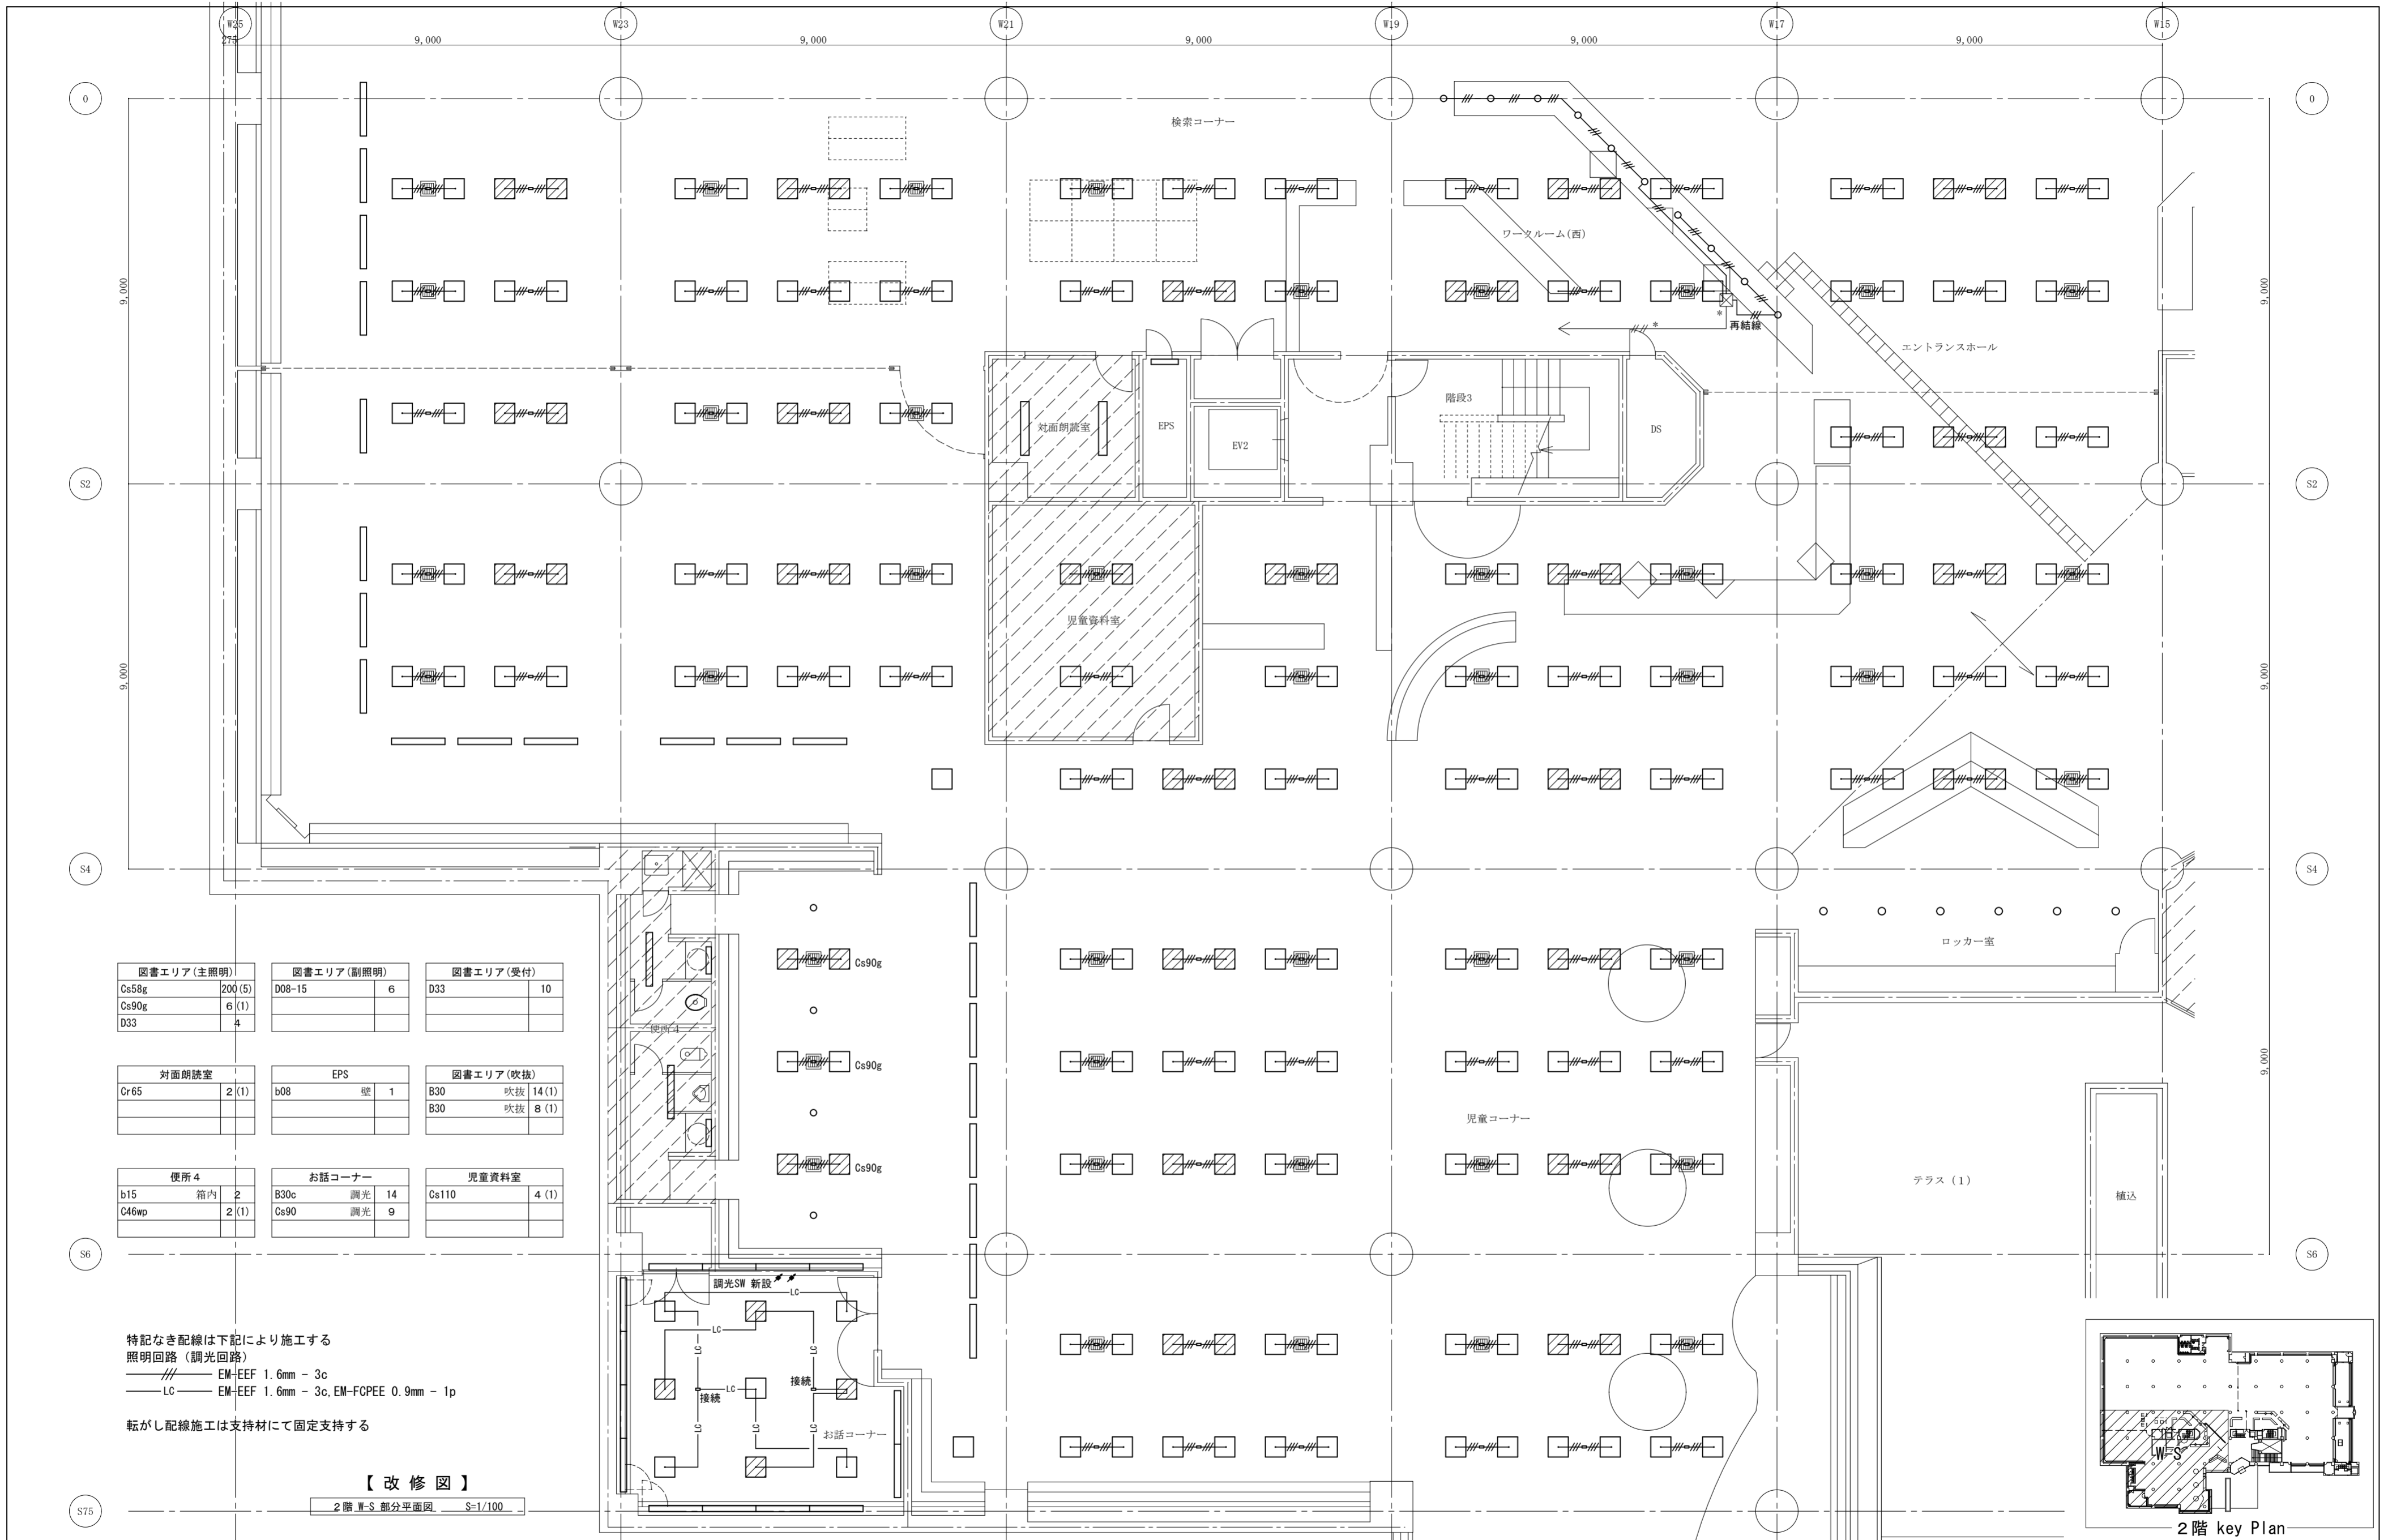 W25 W23 W21 W19 W17 W15
275 9,000 9,000 9,000 9,000 9,000
0 0
検索コーナー
ワークルーム(西)
9,000 9,000
* *
再結線
エントランスホール
階段3
対面朗読室 EPS EV2 DS
S2 S2
児童資料室
9,000 9,000
S4 S4
ロッカー室
Cs90g
図書エリア(主照明)
Cs58g 200(5)
Cs90g 6(1)
D33 4
図書エリア(副照明)
D08-15 6
図書エリア(受付)
D33 10
便所4
Cs90g
9,000
対面朗読室
Cr65 2(1)
EPS
b08 壁 1
図書エリア(吹抜)
B30 吹抜 14(1)
B30 吹抜 8(1)
児童コーナー
Cs90g
便所4
b15 箱内 2
C46wp 2(1)
お話コーナー
B30c 調光 14
Cs90 調光 9
児童資料室
Cs110 4(1)
テラス(1)
植込
S6 S6
調光SW 新設
LC
LC
LC LC
LC
接続 接続
LC LC
お話コーナー
特記なき配線は下記により施工する
照明回路(調光回路)
EM-EEF 1.6mm - 3c
LC EM-EEF 1.6mm - 3c,EM-FCPEE 0.9mm - 1p
転がし配線施工は支持材にて固定支持する
【改修図】
2階 W-S 部分平面図 S=1/100
S75
W-S
2階 key Plan